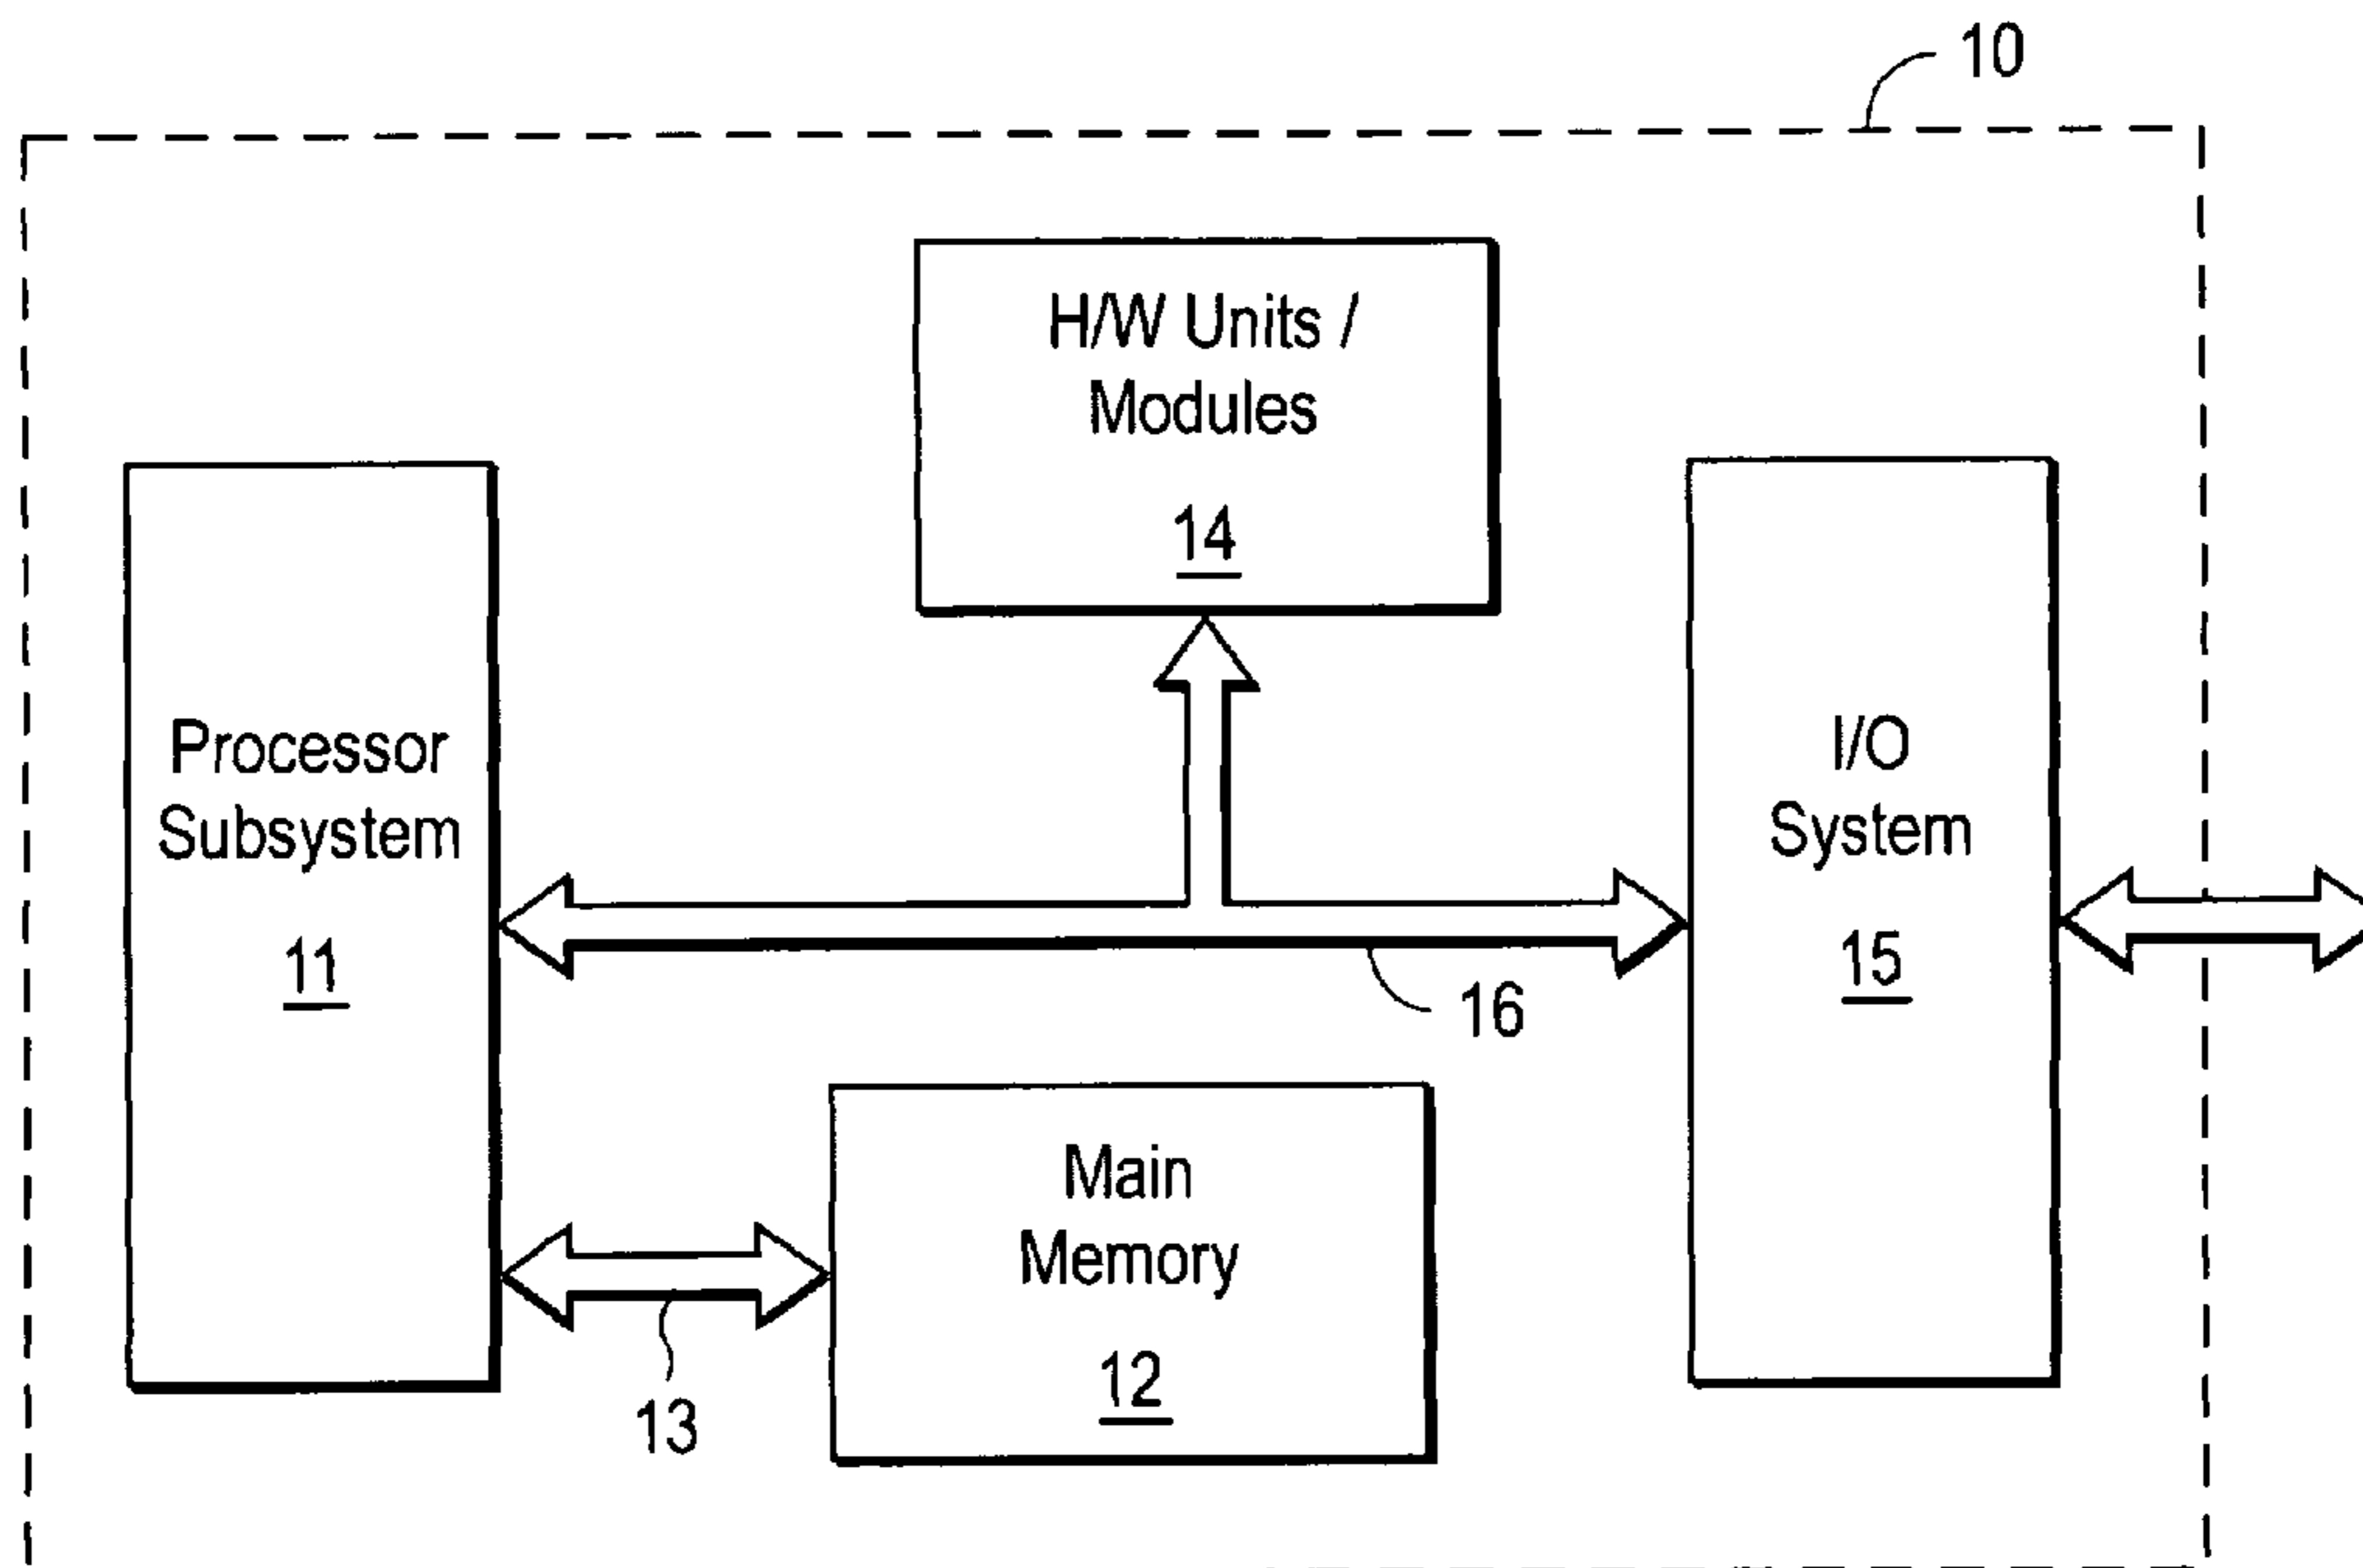 10
H/W Units /
Modules
14
Processor
Subsystem
11
I/O
System
15
16
Main
Memory
12
13